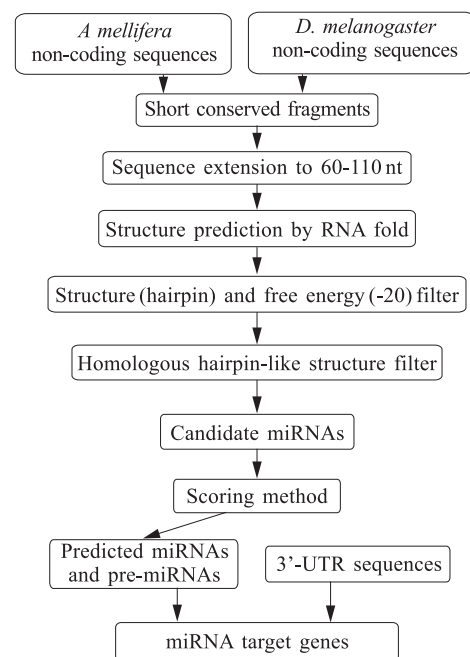 A mellifera
non-coding sequences
D. melanogaster
non-coding sequences
Short conserved fragments
Sequence extension to 60-110 nt
Structure prediction by RNA fold
Structure (hairpin) and free energy (-20) filter
Homologous hairpin-like structure filter
Candidate miRNAs
Scoring method
Predicted miRNAs
and pre-miRNAs
3'-UTR sequences
miRNA target genes